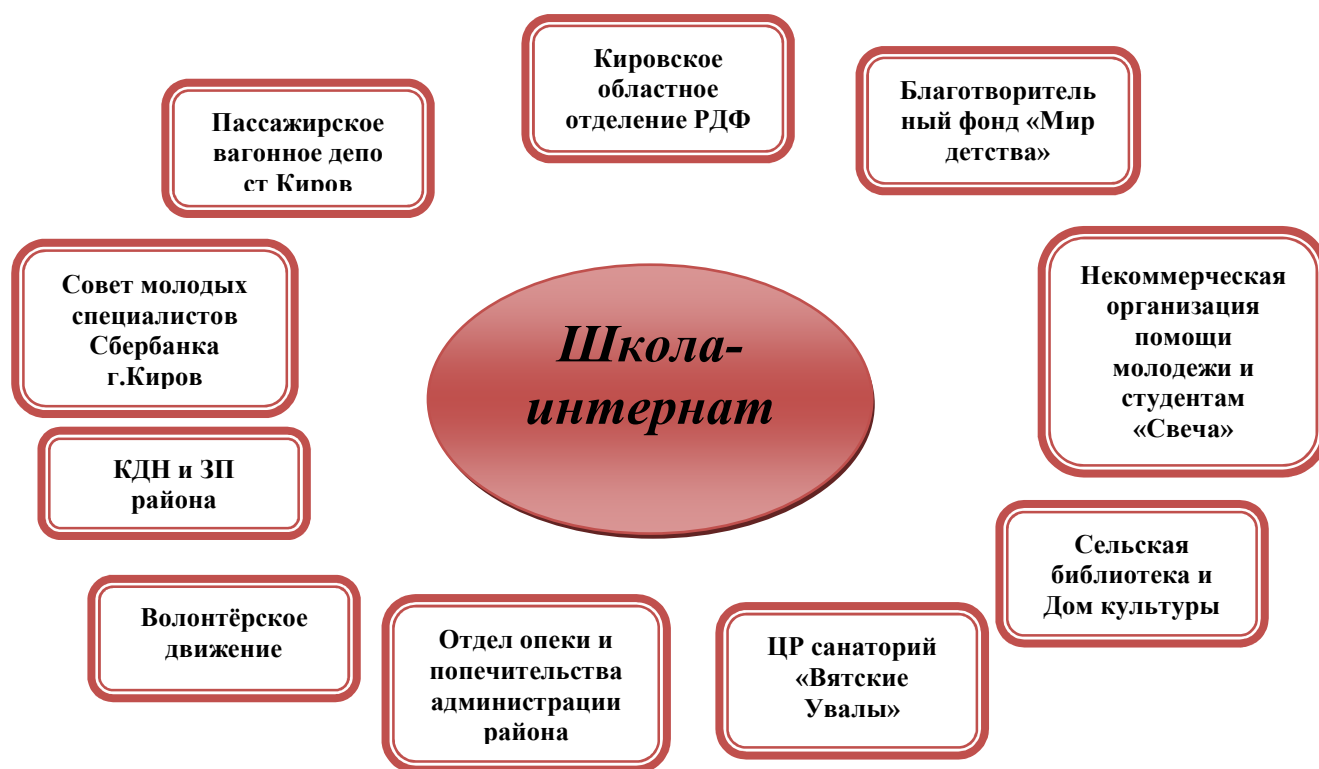 Кировское
областное
отделение РДФ
Благотворитель
ный фонд «Мир
детства»
Пассажирское
вагонное депо
ст Киров
Совет молодых
специалистов
Сбербанка
г.Киров
Школа-
интернат
Некоммерческая
организация
помощи
молодежи и
студентам
«Свеча»
КДН и ЗП
района
Сельская
библиотека и
Дом культуры
Волонтёрское
движение
Отдел опеки и
попечительства
администрации
района
ЦР санаторий
«Вятские
Увалы»